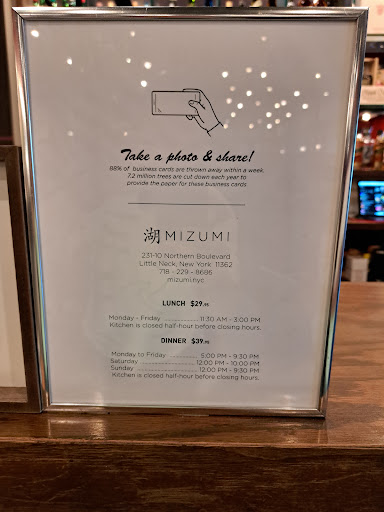 Take a photo & share!
88% of business cards are thrown away within a week.
7.2 million trees are cut down each year to
provide the paper for these business cards
湖 MIZUMI
231-10 Northern Boulevard
Little Neck, New York 11362
718 - 229 - 8686
mizumi.nyc
LUNCH $29.95
Monday - Friday ................ 11:30 AM - 3:00 PM
Kitchen is closed half-hour before closing hours.
DINNER $39.95
Monday to Friday .............. 5:00 PM - 9:30 PM
Saturday ....................... 12:00 PM - 10:00 PM
Sunday ......................... 12:00 PM - 9:30 PM
Kitchen is closed half-hour before closing hours.